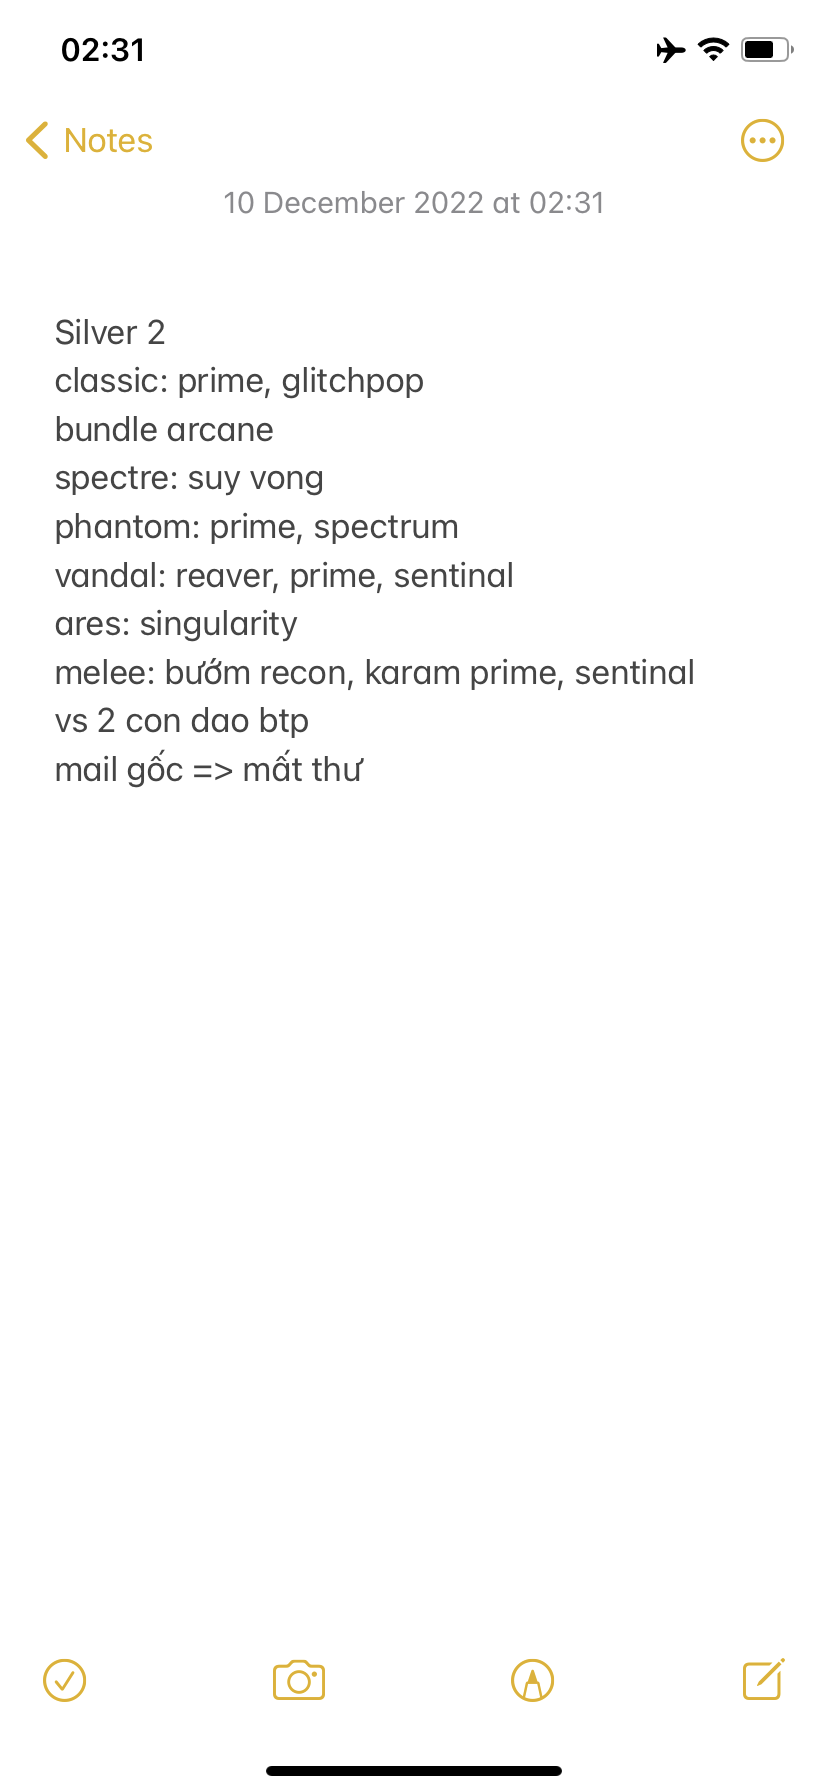 02:31
Notes
10 December 2022 at 02:31
Silver 2
classic: prime, glitchpop
bundle arcane
spectre: suy vong
phantom: prime, spectrum
vandal: reaver, prime, sentinal
ares: singularity
melee: bướm recon, karam prime, sentinal
vs 2 con dao btp
mail gốc => mất thư